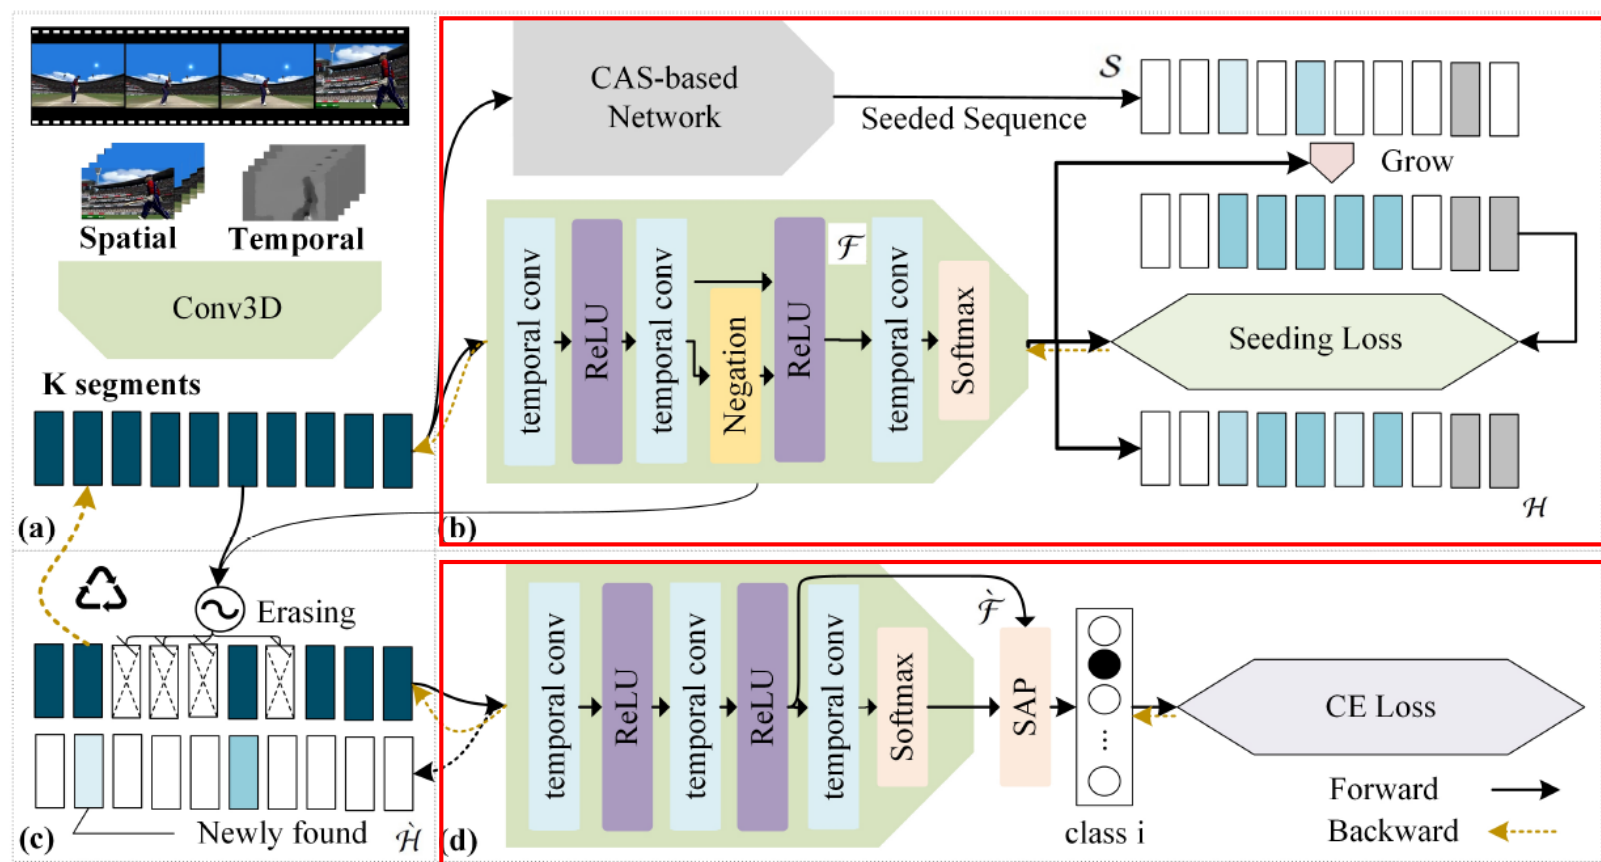 Spatial
Temporal
Conv3D
K segments
(a)
CAS-based
Network
Seeded Sequence
S
Grow
temporal conv
ReLU
temporal conv
Negation
ReLU
F
temporal conv
Softmax
Seeding Loss
H
(b)
Erasing
Newly found
Ĥ
(c)
temporal conv
ReLU
temporal conv
ReLU
temporal conv
Softmax
F̀
SAP
...
class i
CE Loss
Forward
Backward
(d)